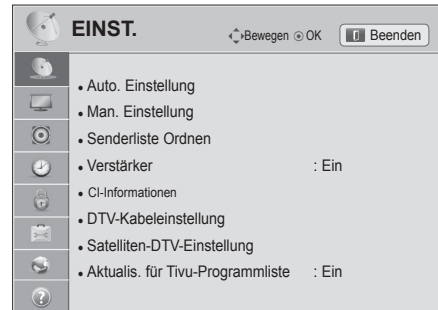 EINST.
Bewegen OK Beenden
• Auto. Einstellung
• Man. Einstellung
• Senderliste Ordnen
• Verstärker : Ein
• CI-Informationen
• DTV-Kabeleinstellung
• Satelliten-DTV-Einstellung
• Aktualis. für Tivu-Programmliste : Ein